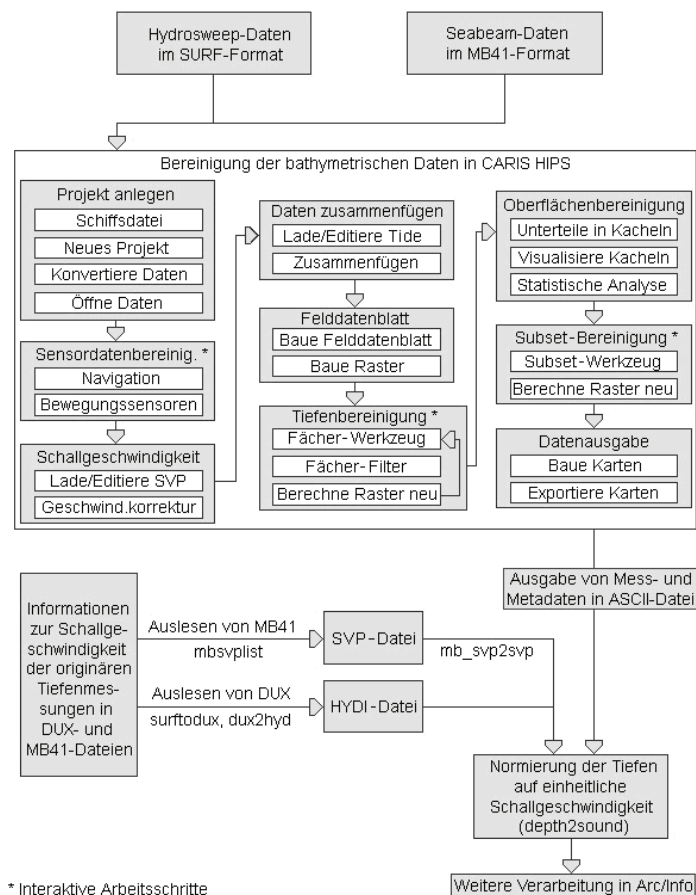 Hydrosweep-Daten
im SURF-Format
Seabeam-Daten
im MB41-Format
Bereinigung der bathymetrischen Daten in CARIS HIPS
Projekt anlegen
Schiffsdatei
Neues Projekt
Konvertiere Daten
Öffne Daten
Sensordatenbereinig. *
Navigation
Bewegungssensoren
Schallgeschwindigkeit
Lade/Editiere SVP
Geschwind.korrektur
Daten zusammenfügen
Lade/Editiere Tide
Zusammenfügen
Felddatenblatt
Baue Felddatenblatt
Baue Raster
Tiefenbereinigung *
Fächer-Werkzeug
Fächer-Filter
Berechne Raster neu
Oberflächenbereinigung
Unterteile in Kacheln
Visualisiere Kacheln
Statistische Analyse
Subset-Bereinigung *
Subset-Werkzeug
Berechne Raster neu
Datenausgabe
Baue Karten
Exportiere Karten
Ausgabe von Mess- und
Metadaten in ASCII-Datei
Informationen
zur Schallge-
schwindigkeit
der originären
Tiefenmes-
sungen in
DUX- und
MB41-Dateien
Auslesen von MB41
mbsvplist
SVP-Datei
mb_svp2svp
Auslesen von DUX
surftodux, dux2hyd
HYDI-Datei
Normierung der Tiefen
auf einheitliche
Schallgeschwindigkeit
(depth2sound)
* Interaktive Arbeitsschritte
Weitere Verarbeitung in Arc/Info